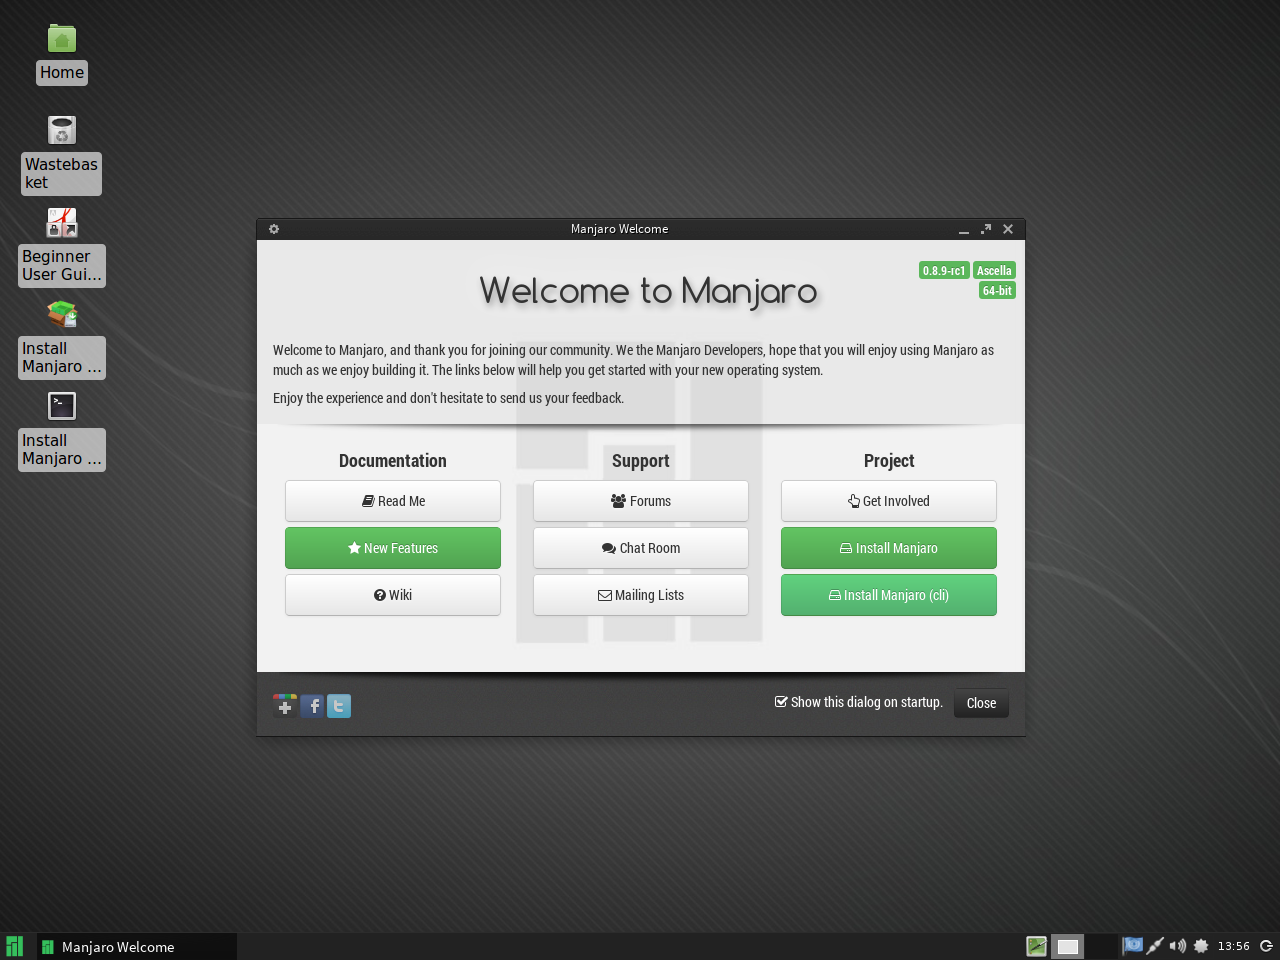 Home
Wastebas
ket
Beginner
User Gui...
Install
Manjaro ...
Install
Manjaro ...
Manjaro Welcome
Welcome to Manjaro
0.8.9-rc1 Ascella
64-bit
Welcome to Manjaro, and thank you for joining our community. We the Manjaro Developers, hope that you will enjoy using Manjaro as
much as we enjoy building it. The links below will help you get started with your new operating system.
Enjoy the experience and don't hesitate to send us your feedback.
Documentation Support Project
Read Me Forums Get Involved
New Features Chat Room Install Manjaro
Wiki Mailing Lists Install Manjaro (cli)
Show this dialog on startup. Close
Manjaro Welcome 13:56